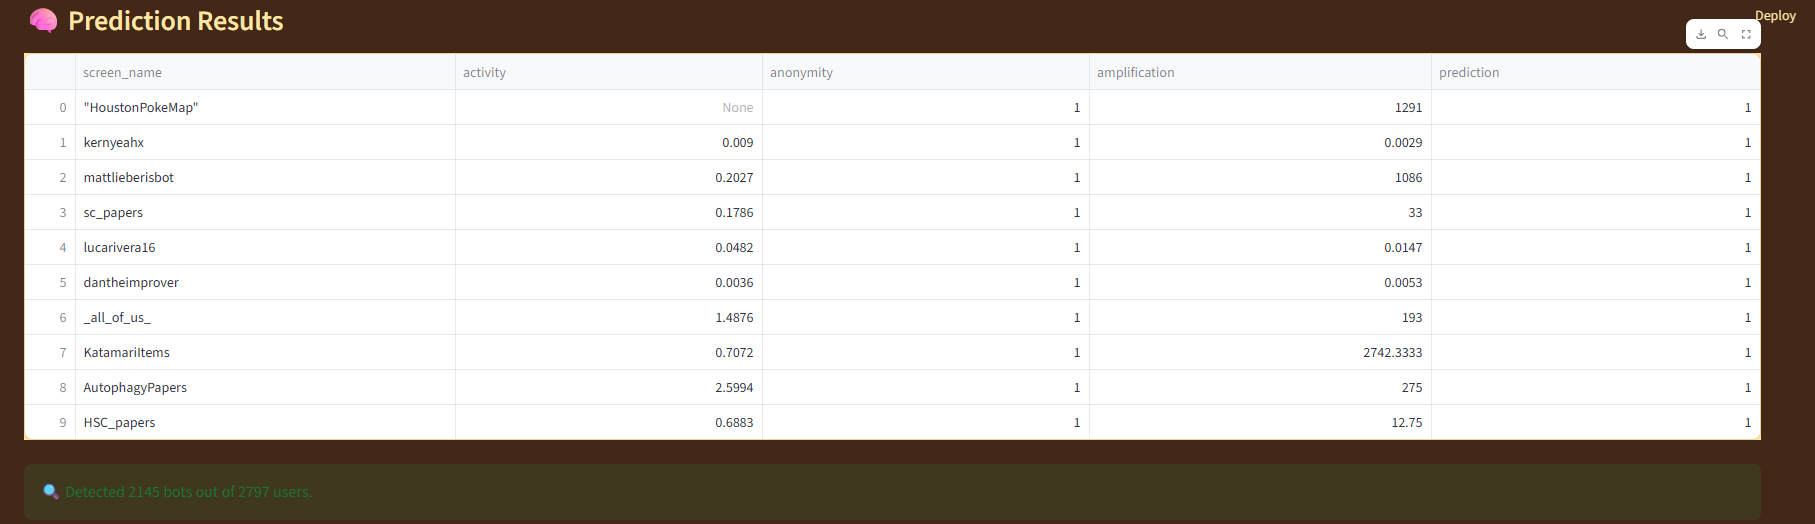 Prediction Results
Deploy
screen_name activity anonymity amplification prediction
0 "HoustonPokeMap" None 1 1291 1
1 kernyeahx 0.009 1 0.0029 1
2 mattlieberisbot 0.2027 1 1086 1
3 sc_papers 0.1786 1 33 1
4 lucarivera16 0.0482 1 0.0147 1
5 dantheimprover 0.0036 1 0.0053 1
6 _all_of_us_ 1.4876 1 193 1
7 KatamariItems 0.7072 1 2742.3333 1
8 AutophagyPapers 2.5994 1 275 1
9 HSC_papers 0.6883 1 12.75 1
Detected 2145 bots out of 2797 users.